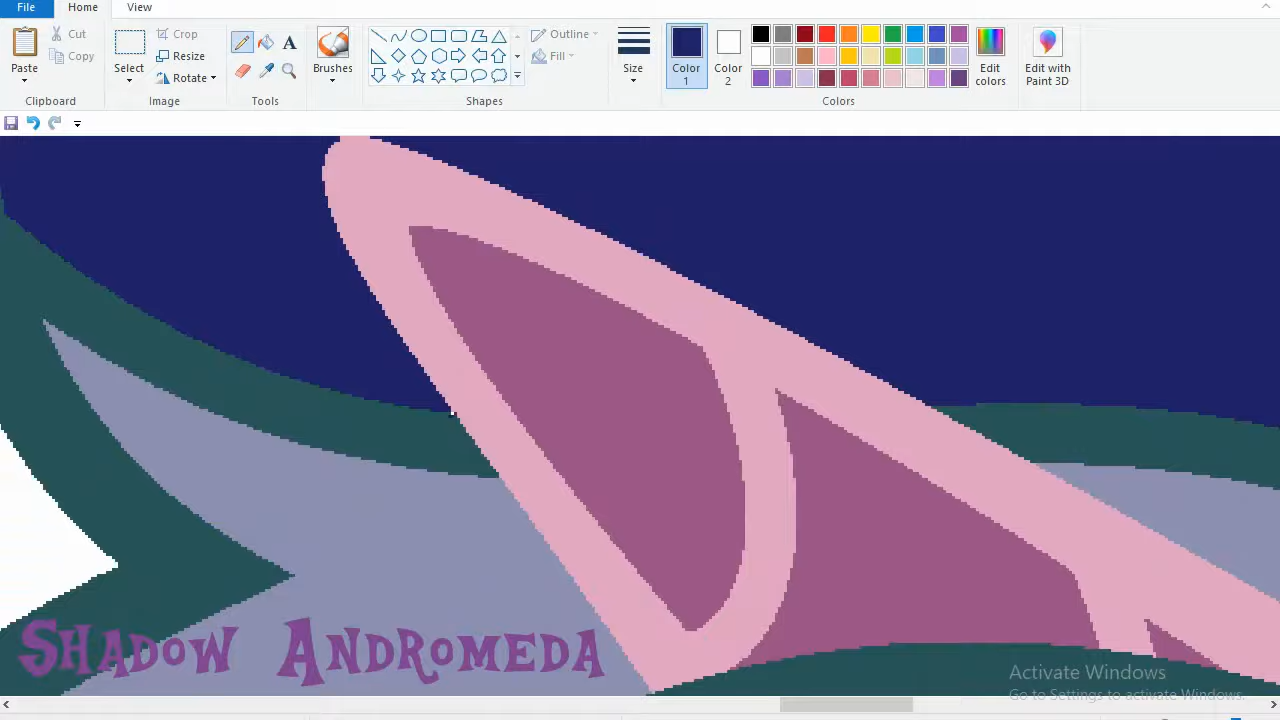 File Home View
Paste
Cut
Copy
Clipboard
Select
Crop
Resize
Rotate
Image
A
Tools
Brushes
Outline
Fill
Shapes
Size
Color 1
Color 2
Edit colors
Edit with Paint 3D
Colors
Shadow Andromeda
Activate Windows
Go to Settings to activate Windows.